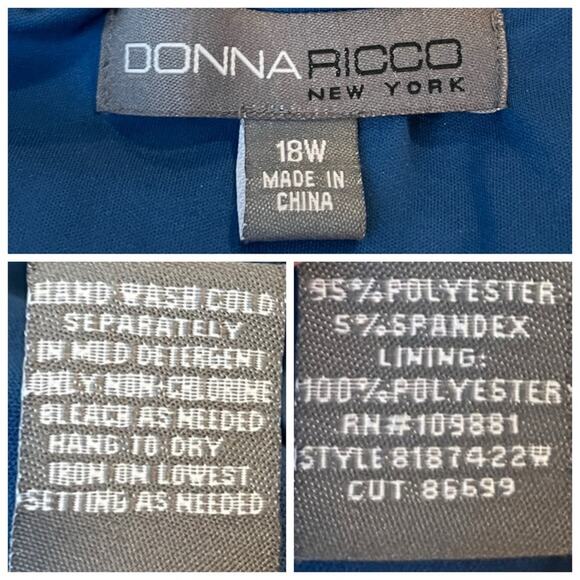 DONNA RICCO
NEW YORK
18W
MADE IN
CHINA
HAND WASH COLD
SEPARATELY
IN MILD DETERGENT
ONLY NON-CHLORINE
BLEACH AS NEEDED
HANG TO DRY
IRON ON LOWEST
SETTING AS NEEDED
95%POLYESTER
5%SPANDEX
LINING:
100%POLYESTER
RN#109881
STYLE:8187422W
CUT: 86699